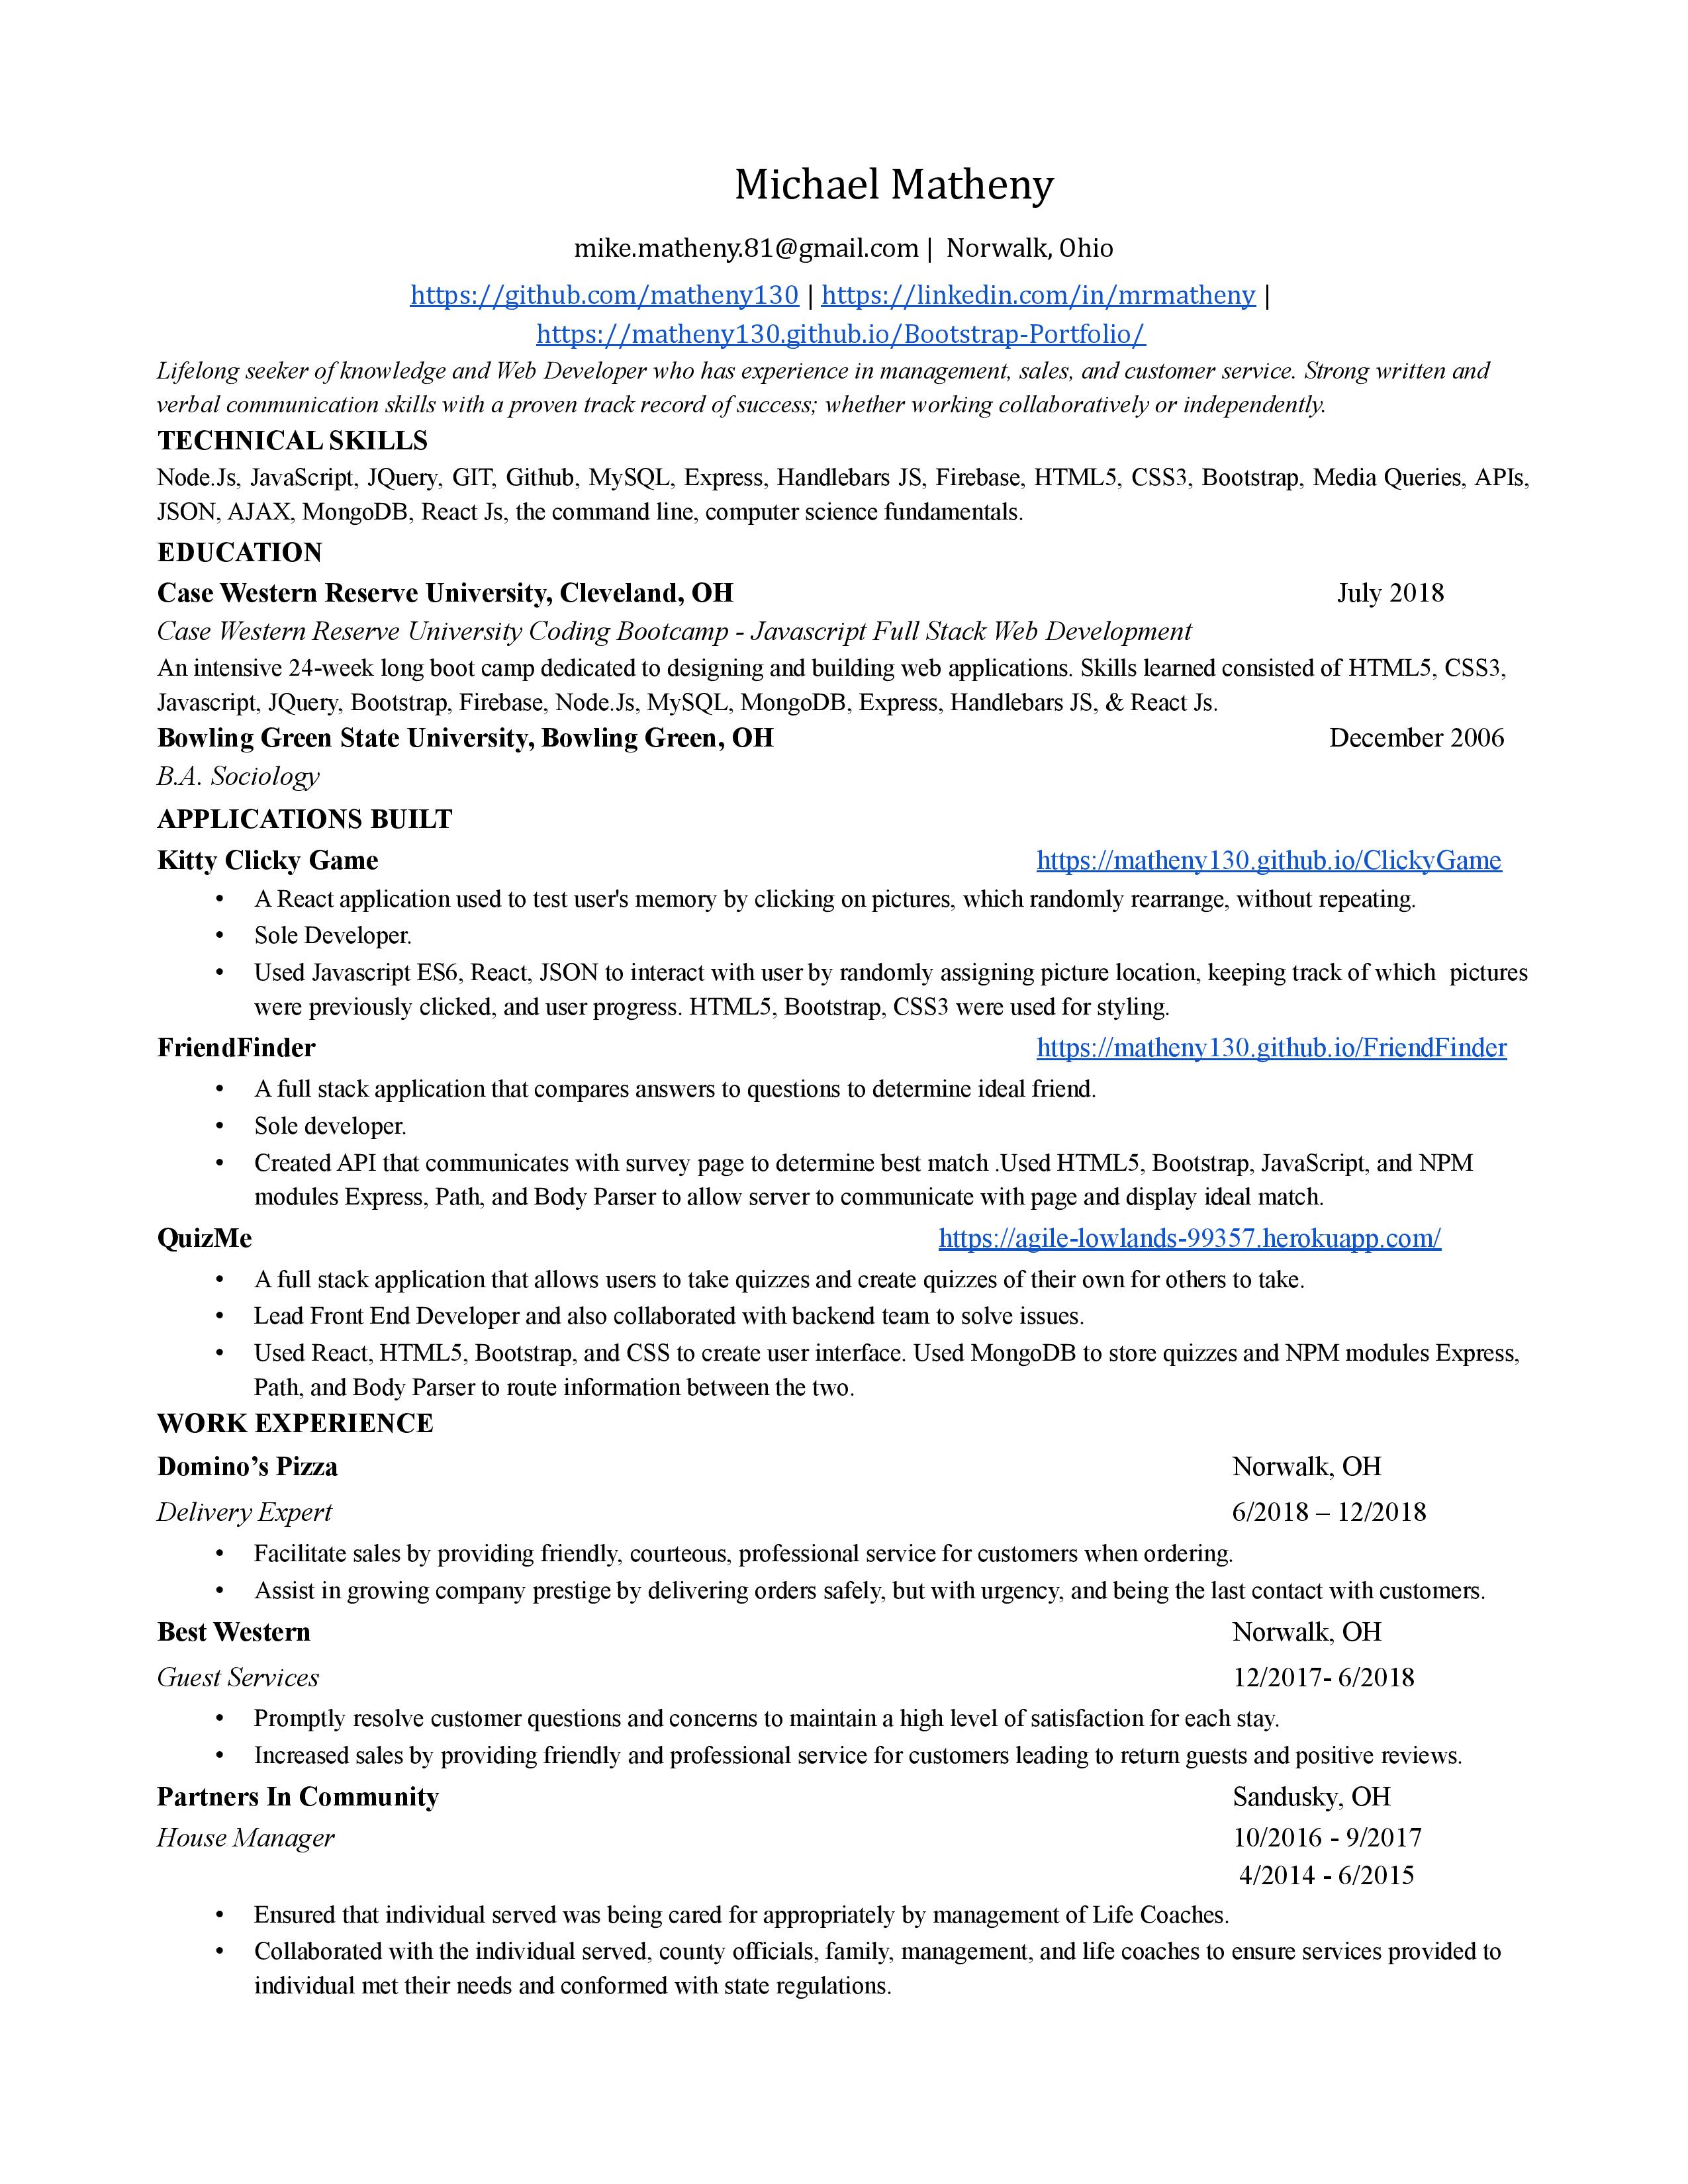 Michael Matheny
mike.matheny.81@gmail.com | Norwalk, Ohio
https://github.com/matheny130 | https://linkedin.com/in/mrmatheny |
https://matheny130.github.io/Bootstrap-Portfolio/
Lifelong seeker of knowledge and Web Developer who has experience in management, sales, and customer service. Strong written and
verbal communication skills with a proven track record of success; whether working collaboratively or independently.
TECHNICAL SKILLS
Node.Js, JavaScript, JQuery, GIT, Github, MySQL, Express, Handlebars JS, Firebase, HTML5, CSS3, Bootstrap, Media Queries, APIs,
JSON, AJAX, MongoDB, React Js, the command line, computer science fundamentals.
EDUCATION
Case Western Reserve University, Cleveland, OH July 2018
Case Western Reserve University Coding Bootcamp - Javascript Full Stack Web Development
An intensive 24-week long boot camp dedicated to designing and building web applications. Skills learned consisted of HTML5, CSS3,
Javascript, JQuery, Bootstrap, Firebase, Node.Js, MySQL, MongoDB, Express, Handlebars JS, & React Js.
Bowling Green State University, Bowling Green, OH December 2006
B.A. Sociology
APPLICATIONS BUILT
Kitty Clicky Game https://matheny130.github.io/ClickyGame
• A React application used to test user's memory by clicking on pictures, which randomly rearrange, without repeating.
• Sole Developer.
• Used Javascript ES6, React, JSON to interact with user by randomly assigning picture location, keeping track of which pictures
were previously clicked, and user progress. HTML5, Bootstrap, CSS3 were used for styling.
FriendFinder https://matheny130.github.io/FriendFinder
• A full stack application that compares answers to questions to determine ideal friend.
• Sole developer.
• Created API that communicates with survey page to determine best match .Used HTML5, Bootstrap, JavaScript, and NPM
modules Express, Path, and Body Parser to allow server to communicate with page and display ideal match.
QuizMe https://agile-lowlands-99357.herokuapp.com/
• A full stack application that allows users to take quizzes and create quizzes of their own for others to take.
• Lead Front End Developer and also collaborated with backend team to solve issues.
• Used React, HTML5, Bootstrap, and CSS to create user interface. Used MongoDB to store quizzes and NPM modules Express,
Path, and Body Parser to route information between the two.
WORK EXPERIENCE
Domino’s Pizza Norwalk, OH
Delivery Expert 6/2018 – 12/2018
• Facilitate sales by providing friendly, courteous, professional service for customers when ordering.
• Assist in growing company prestige by delivering orders safely, but with urgency, and being the last contact with customers.
Best Western Norwalk, OH
Guest Services 12/2017- 6/2018
• Promptly resolve customer questions and concerns to maintain a high level of satisfaction for each stay.
• Increased sales by providing friendly and professional service for customers leading to return guests and positive reviews.
Partners In Community Sandusky, OH
House Manager 10/2016 - 9/2017
4/2014 - 6/2015
• Ensured that individual served was being cared for appropriately by management of Life Coaches.
• Collaborated with the individual served, county officials, family, management, and life coaches to ensure services provided to
individual met their needs and conformed with state regulations.